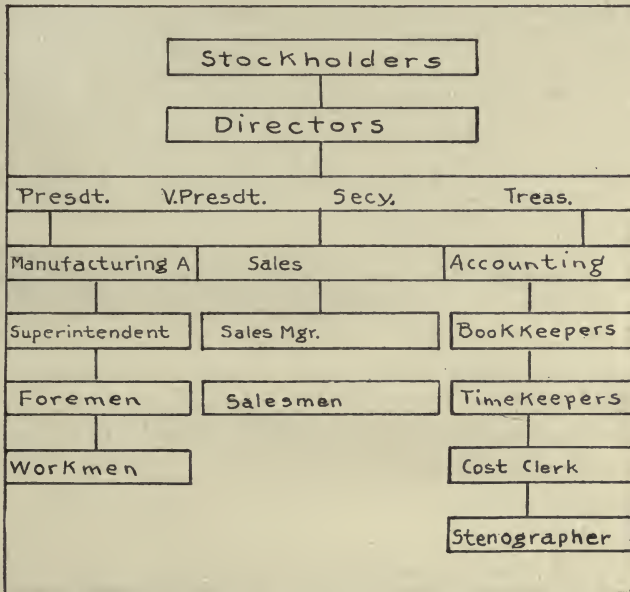 Stockholders
Directors
Presdt. V.Presdt. Secy. Treas.
Manufacturing A Sales Accounting
Superintendent Sales Mgr. BookKeepers
Foremen Salesmen TimeKeepers
Workmen Cost Clerk
Stenographer